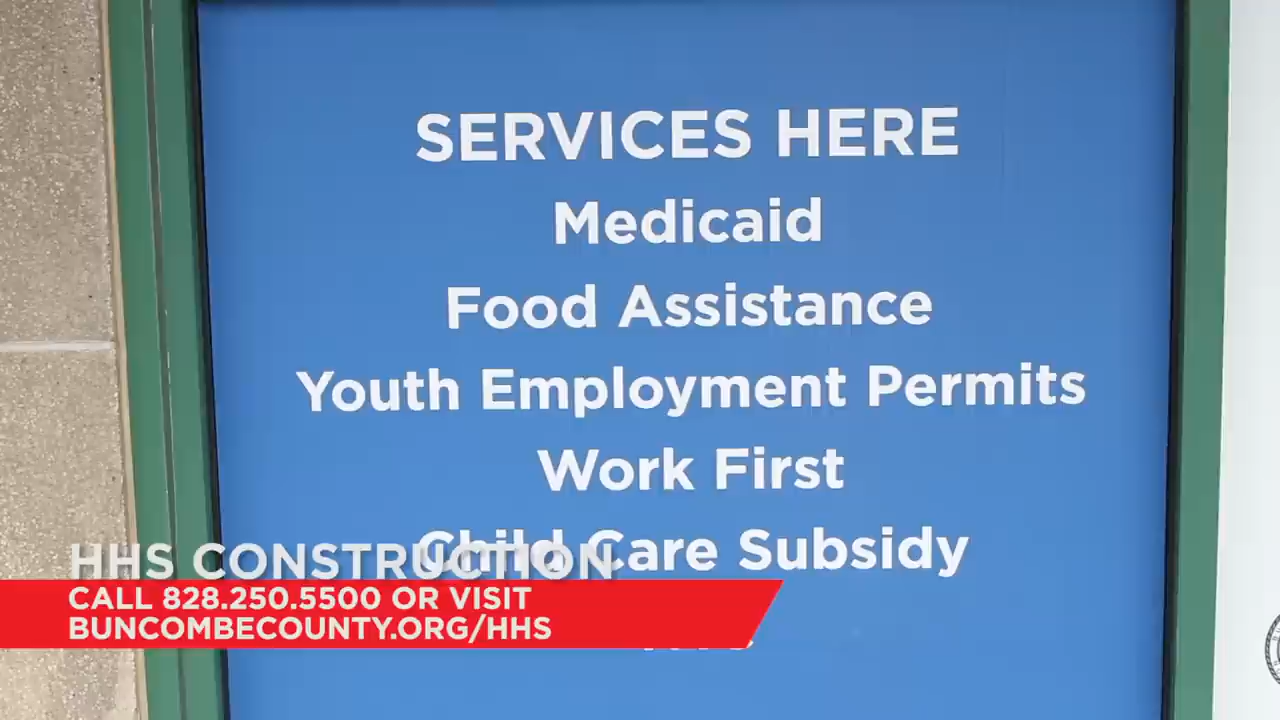 SERVICES HERE
Medicaid
Food Assistance
Youth Employment Permits
Work First
Child Care Subsidy
HHS CONSTRUCTION
CALL 828.250.5500 OR VISIT
BUNCOMBECOUNTY.ORG/HHS